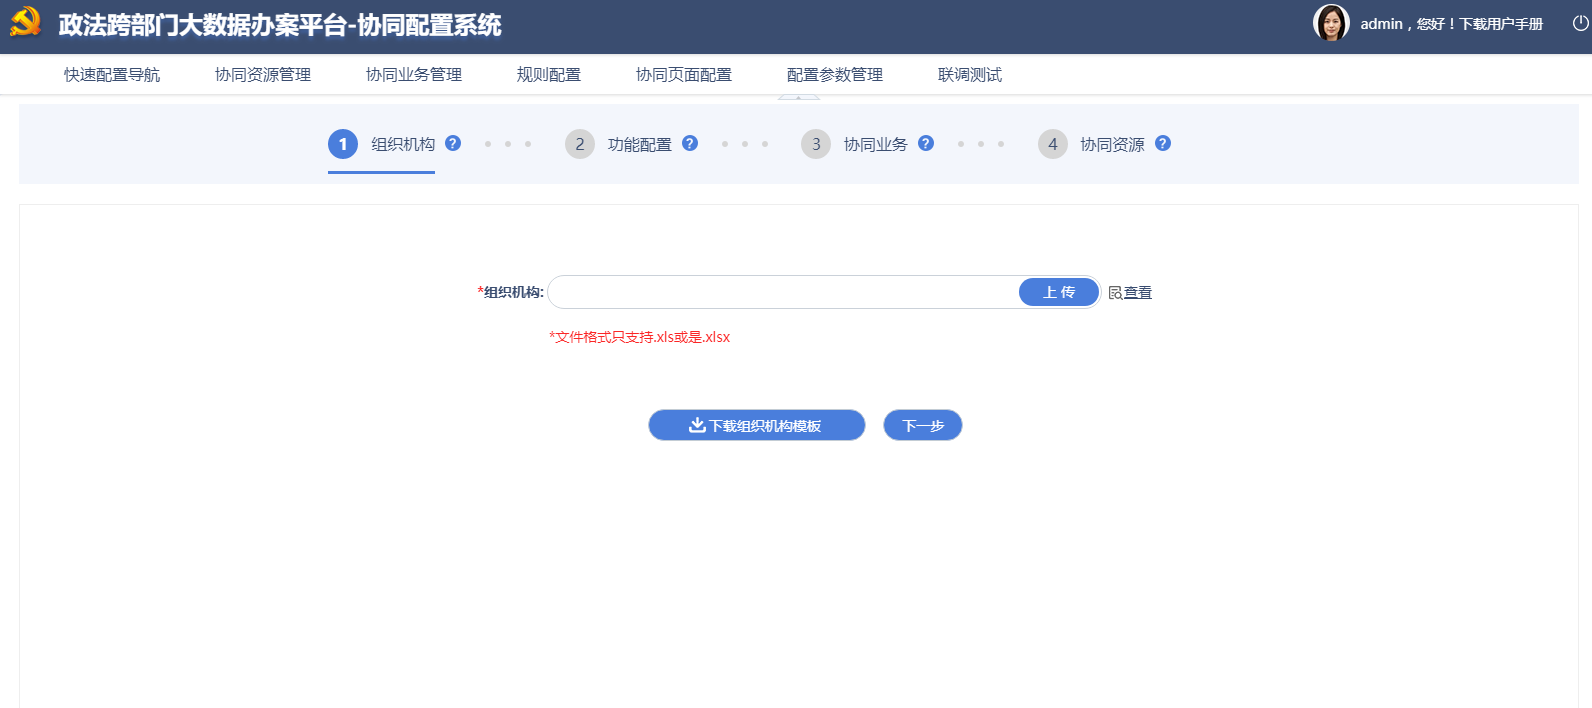 政法跨部门大数据办案平台-协同配置系统
admin，您好！下载用户手册
快速配置导航 协同资源管理 协同业务管理 规则配置 协同页面配置 配置参数管理 联调测试
1 组织机构 ? 2 功能配置 ? 3 协同业务 ? 4 协同资源 ?
*组织机构: 上 传 查看
*文件格式只支持.xls或是.xlsx
下载组织机构模板 下一步